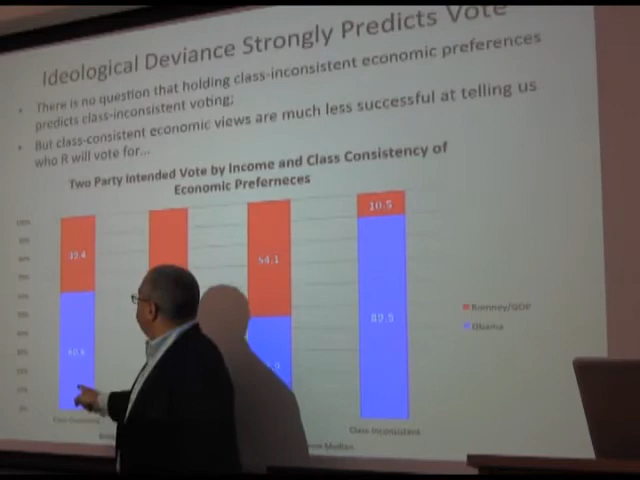 Ideological Deviance Strongly Predicts Vote
• There is no question that holding class-inconsistent economic preferences
predicts class-inconsistent voting;
• But class-consistent economic views are much less successful at telling us
who R will vote for...
Two Party Intended Vote by Income and Class Consistency of
Economic Preferneces
100%
10.5
54.1
Romney/GOP
Obama
89.5
Class-Inconsistent
Median